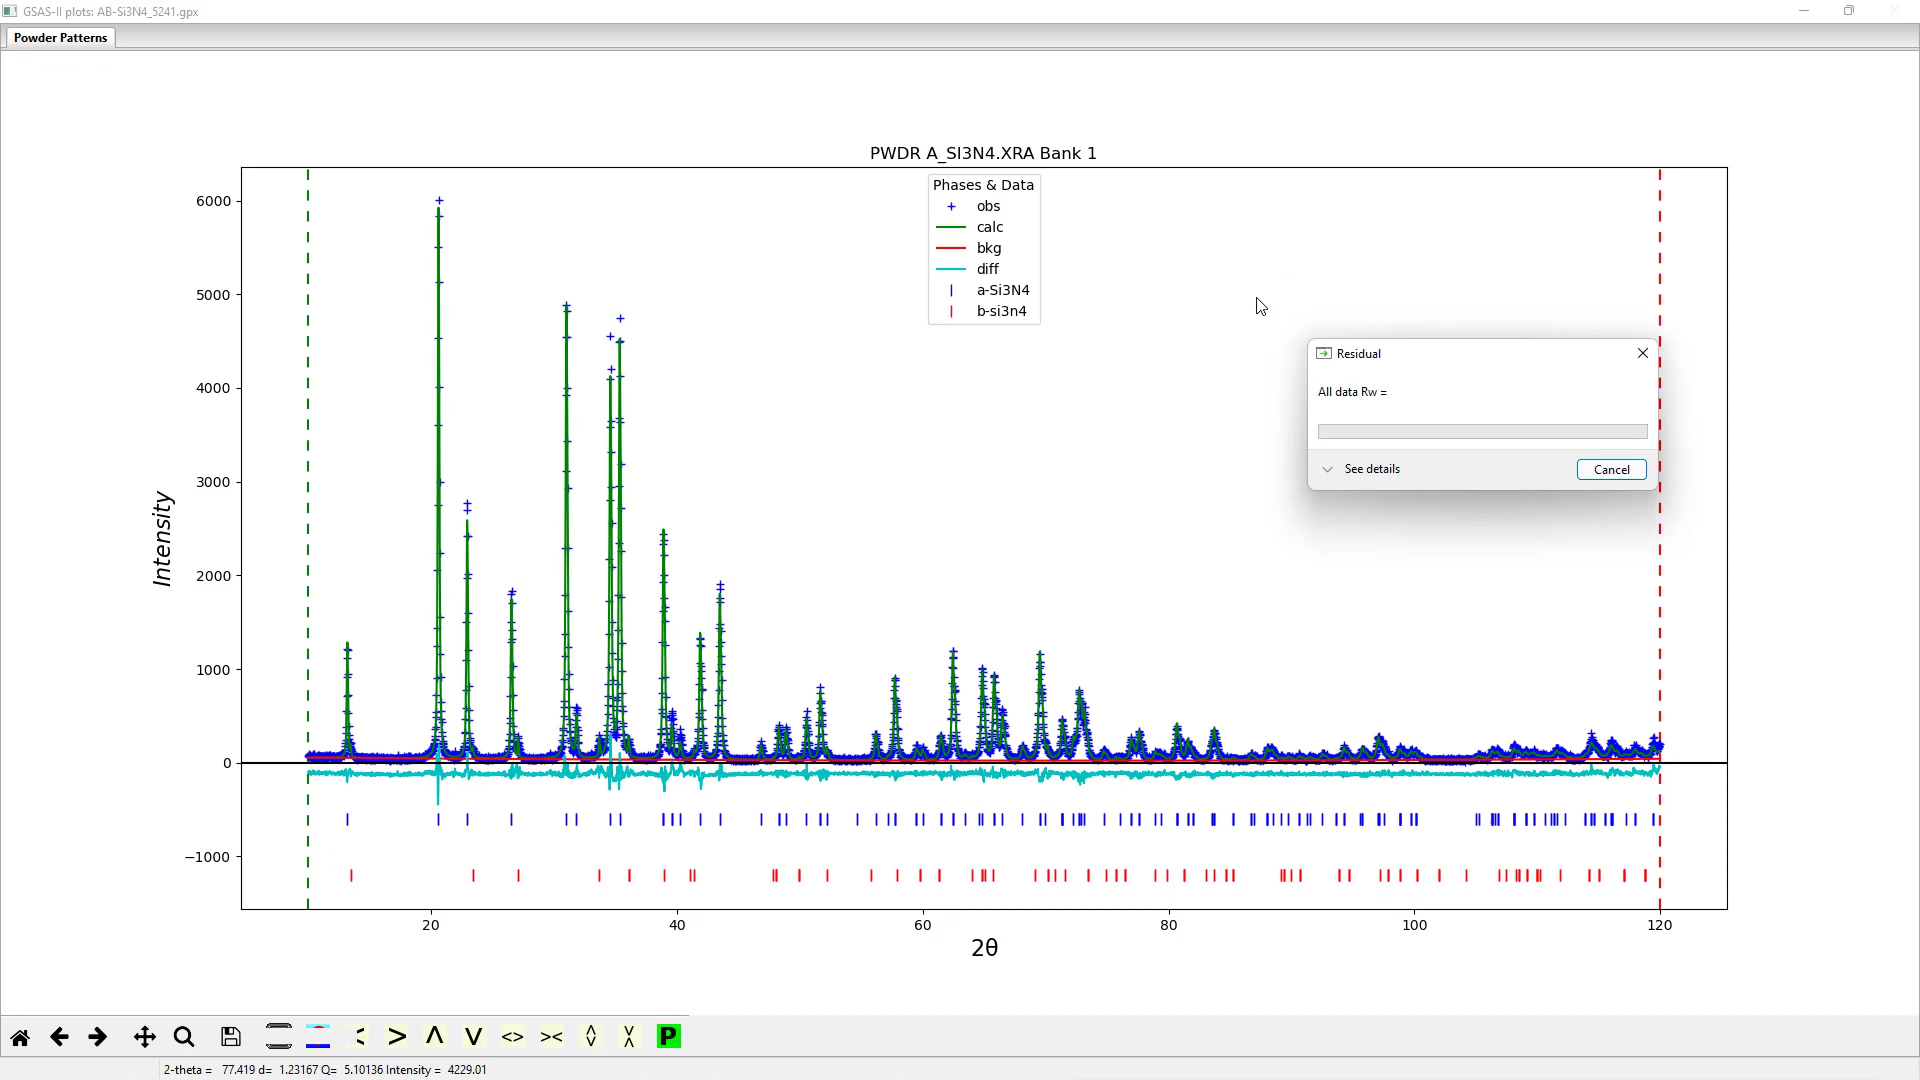 GSAS-II plots: AB-Si3N4_5241.gpx
Powder Patterns
PWDR A_SI3N4.XRA Bank 1
Phases & Data
obs
calc
bkg
diff
a-Si3N4
b-si3n4
6000
5000
4000
3000
2000
1000
0
−1000
Intensity
20
40
60
80
100
120
2θ
Residual
All data Rw =
See details
Cancel
< > Λ V <> >< P
2-theta = 77.419 d= 1.23167 Q= 5.10136 Intensity = 4229.01